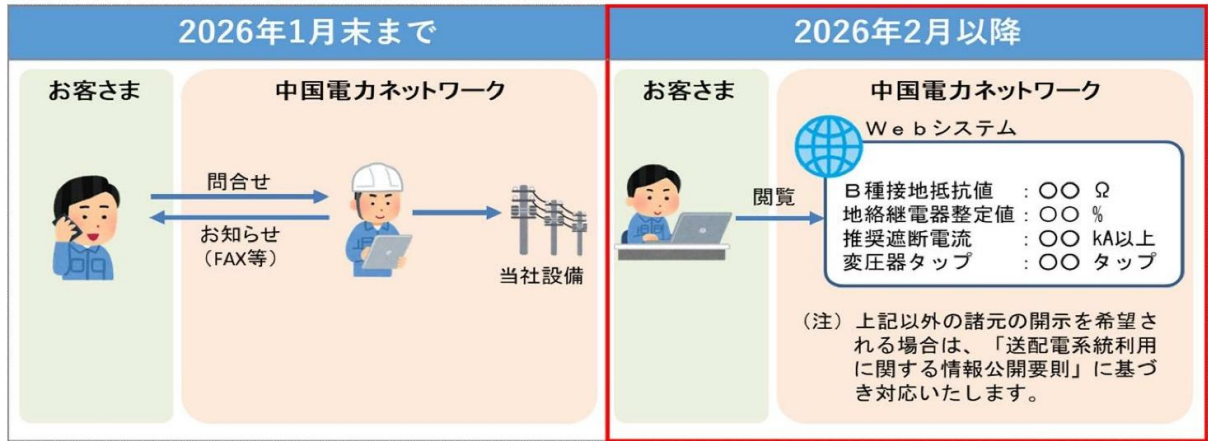 2026年1月末まで
お客さま
中国電力ネットワーク
問合せ
お知らせ
（FAX等）
当社設備
2026年2月以降
お客さま
中国電力ネットワーク
Ｗｅｂシステム
閲覧
Ｂ種接地抵抗値　：〇〇 Ω
地絡継電器整定値：〇〇 ％
推奨遮断電流　　：〇〇 kA以上
変圧器タップ　　：〇〇 タップ
（注）上記以外の諸元の開示を希望さ
れる場合は、「送配電系統利用
に関する情報公開要則」に基づ
き対応いたします。